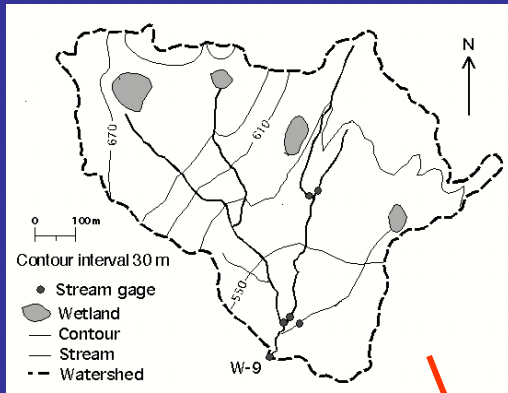 N
670
610
0 100m
Contour interval 30 m
550
Stream gage
Wetland
Contour
Stream
Watershed
W-9